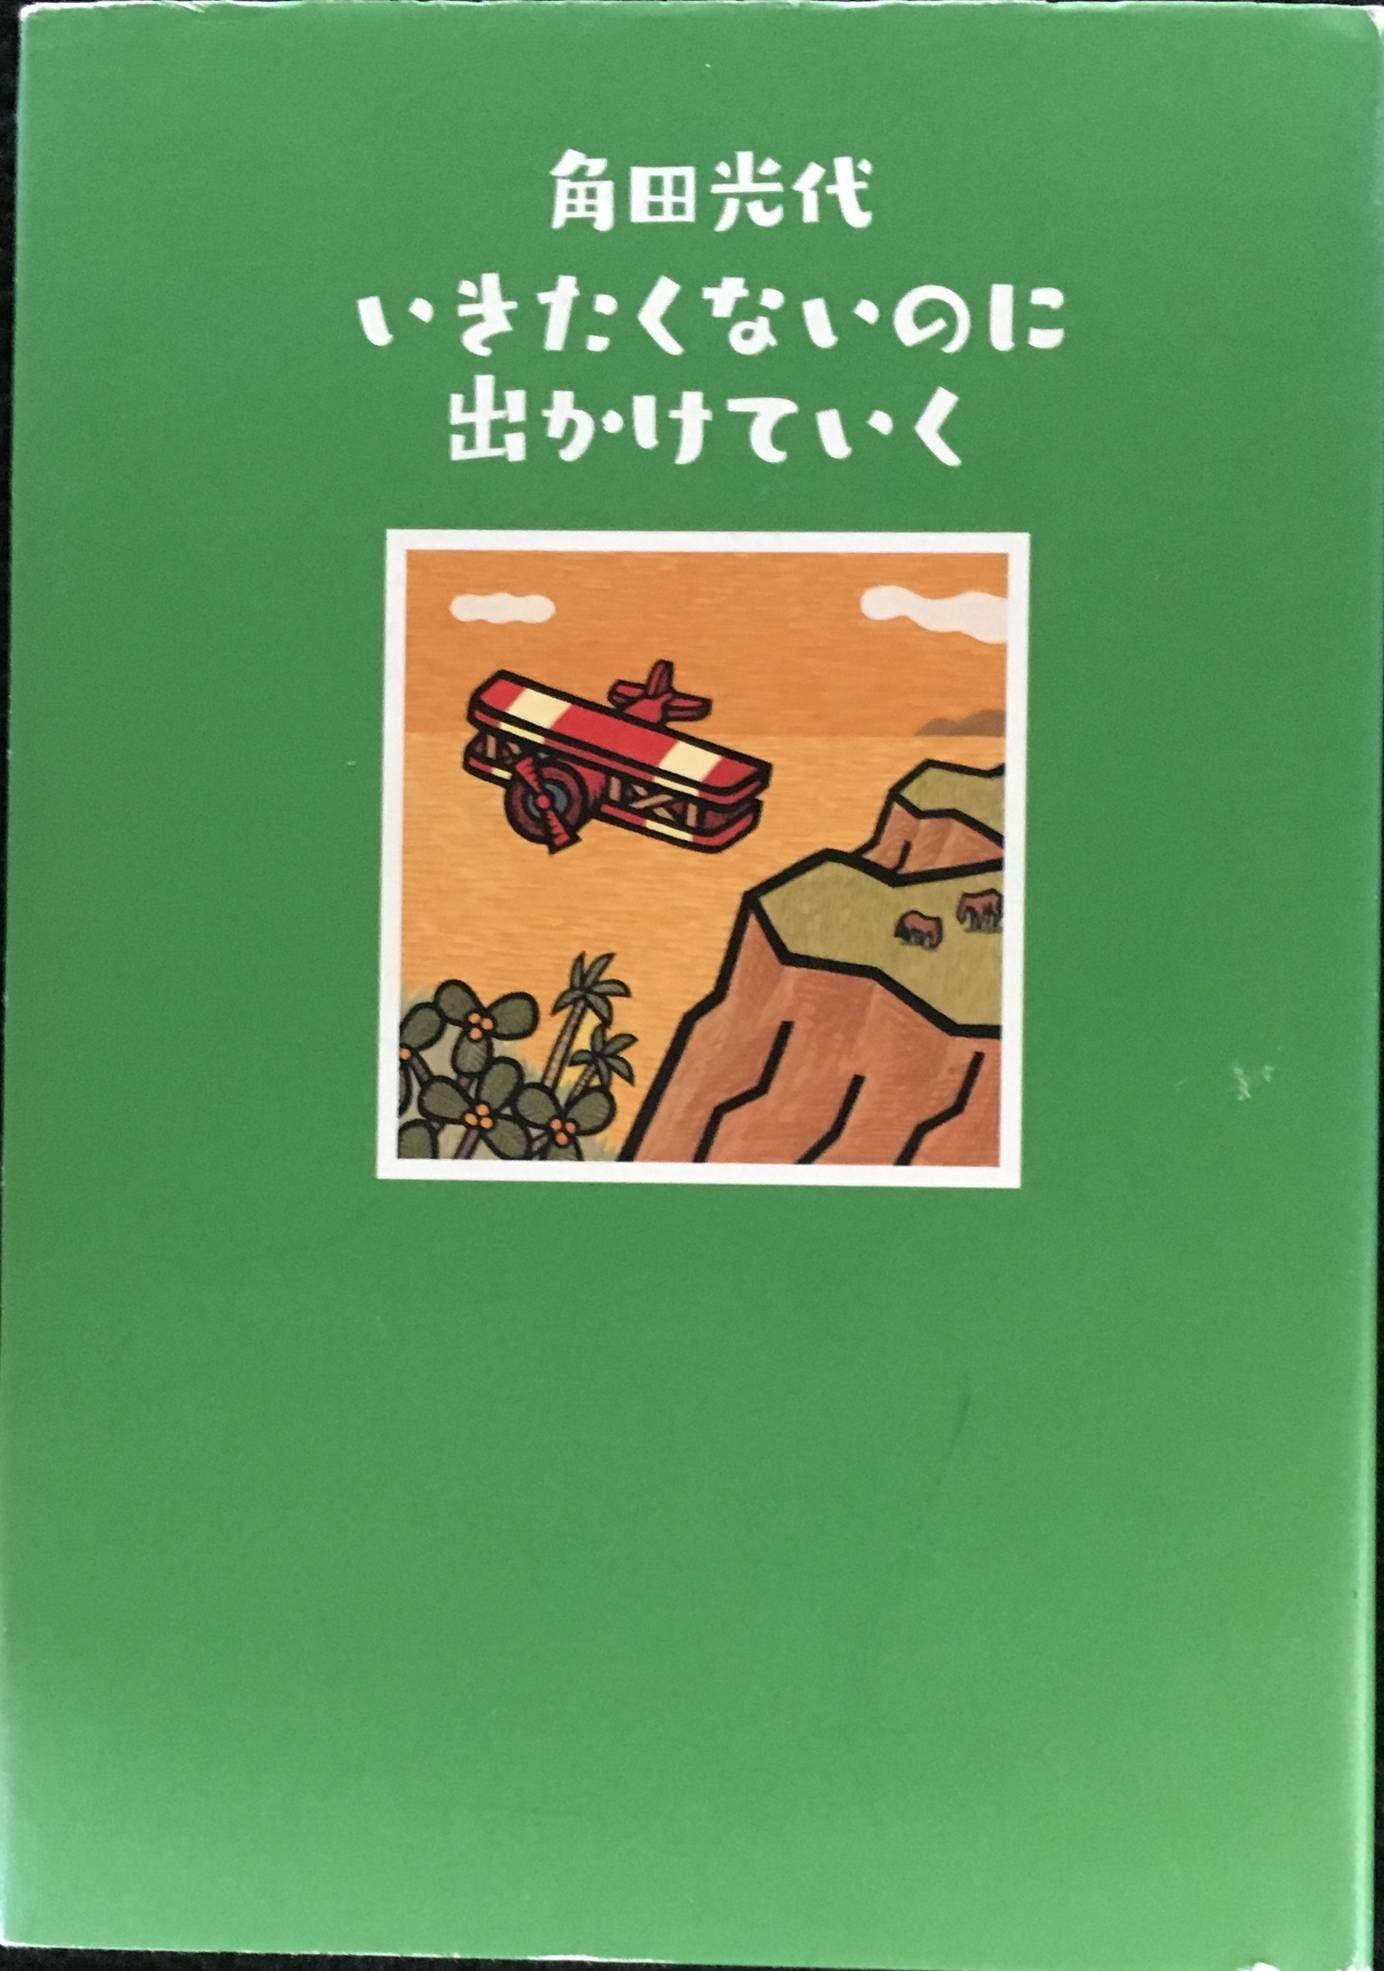 角田光代
いきたくないのに
出かけていく